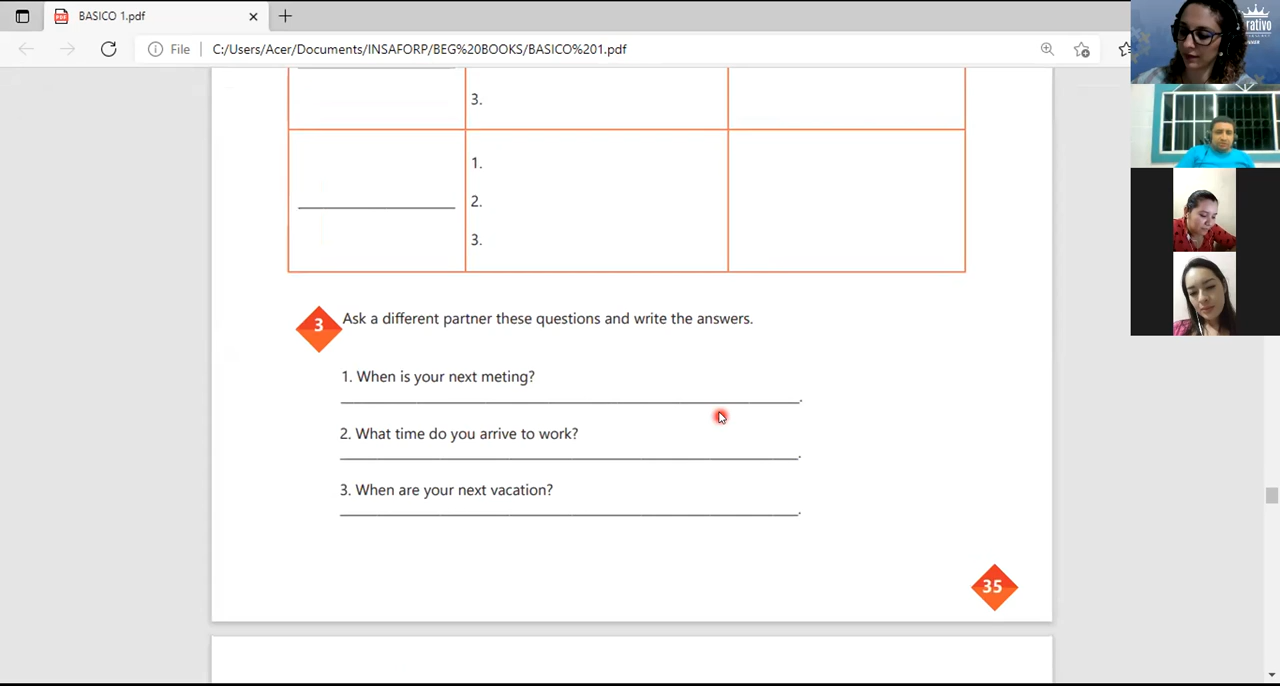 BASICO 1.pdf
File
C:/Users/Acer/Documents/INSAFORP/BEG%20BOOKS/BASICO%201.pdf
rativo
3.
1.
2.
3.
3 Ask a different partner these questions and write the answers.
1. When is your next meting?
2. What time do you arrive to work?
3. When are your next vacation?
35